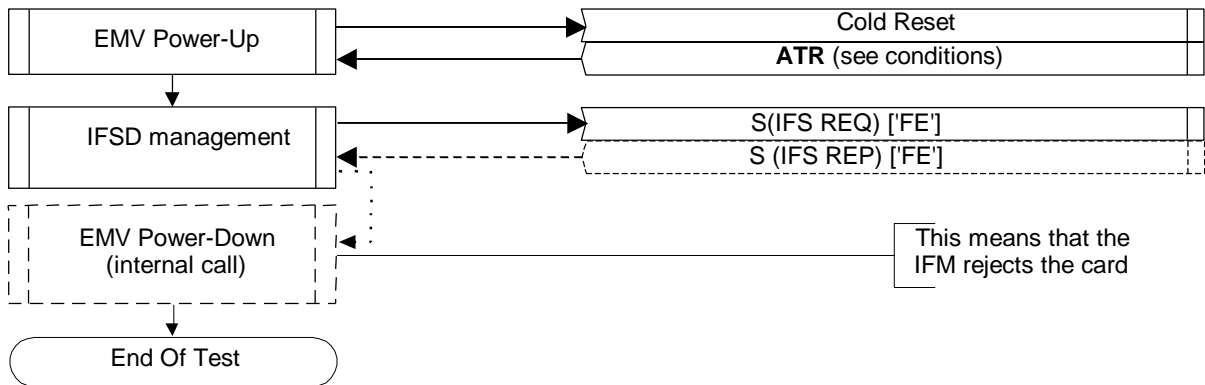 EMV Power-Up
Cold Reset
ATR (see conditions)
IFSD management
S(IFS REQ) ['FE']
S (IFS REP) ['FE']
EMV Power-Down
(internal call)
This means that the
IFM rejects the card
End Of Test